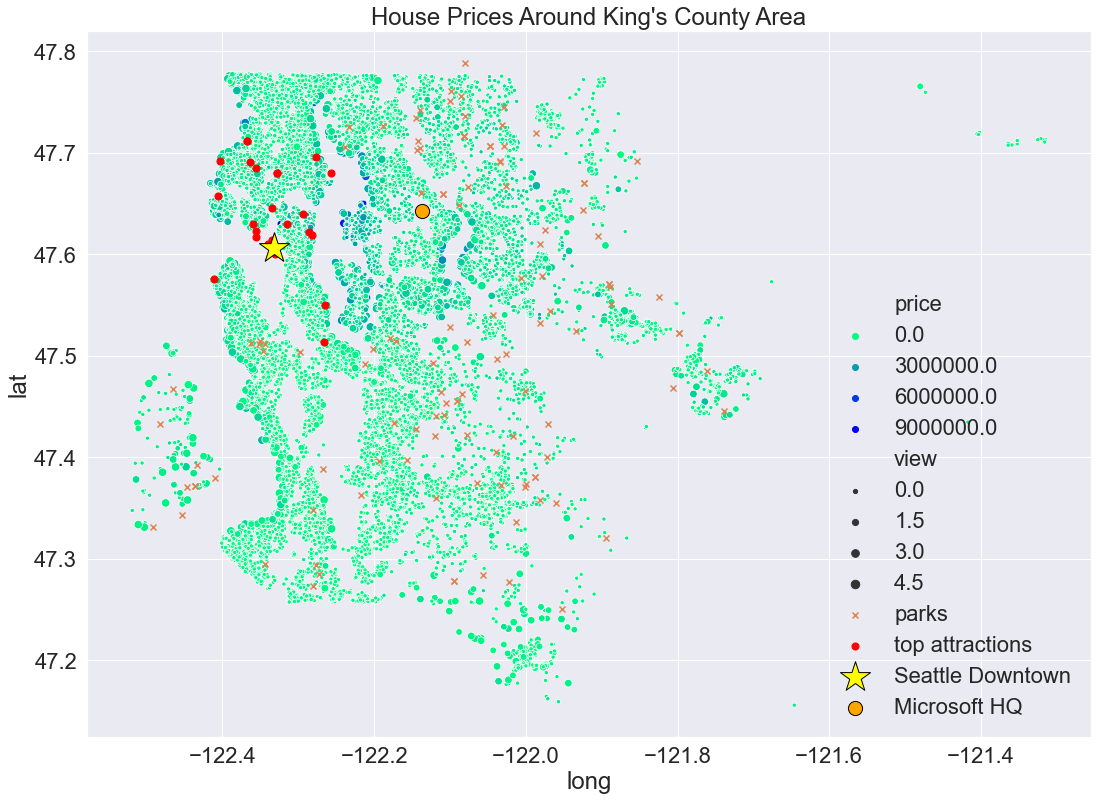 House Prices Around King's County Area
47.8
47.7
47.6
47.5
47.4
47.3
47.2
lat
−122.4
−122.2
−122.0
−121.8
−121.6
−121.4
long
price
0.0
3000000.0
6000000.0
9000000.0
view
0.0
1.5
3.0
4.5
parks
top attractions
Seattle Downtown
Microsoft HQ